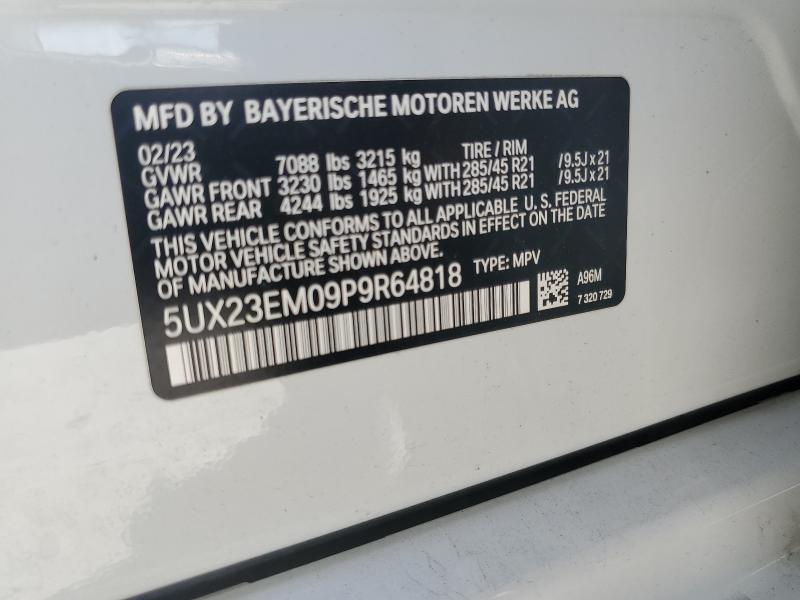 MFD BY BAYERISCHE MOTOREN WERKE AG
02/23 TIRE / RIM
GVWR 7088 lbs 3215 kg
GAWR FRONT 3230 lbs 1465 kg WITH 285/45 R21 /9.5J x 21
GAWR REAR 4244 lbs 1925 kg WITH 285/45 R21 /9.5J x 21
THIS VEHICLE CONFORMS TO ALL APPLICABLE U. S. FEDERAL
MOTOR VEHICLE SAFETY STANDARDS IN EFFECT ON THE DATE
OF MANUFACTURE SHOWN ABOVE.
5UX23EM09P9R64818 TYPE: MPV
A96M
7 320 729